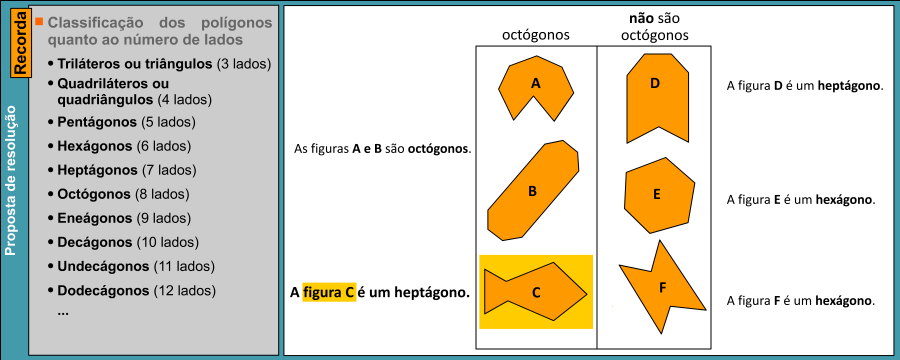 Proposta de resolução
Recorda
Classificação dos polígonos
quanto ao número de lados
• Triláteros ou triângulos (3 lados)
• Quadriláteros ou
quadriângulos (4 lados)
• Pentágonos (5 lados)
• Hexágonos (6 lados)
• Heptágonos (7 lados)
• Octógonos (8 lados)
• Eneágonos (9 lados)
• Decágonos (10 lados)
• Undecágonos (11 lados)
• Dodecágonos (12 lados)
...
octógonos
não são
octógonos
A
D
A figura D é um heptágono.
As figuras A e B são octógonos.
B
E
A figura E é um hexágono.
A figura C é um heptágono.
C
F
A figura F é um hexágono.